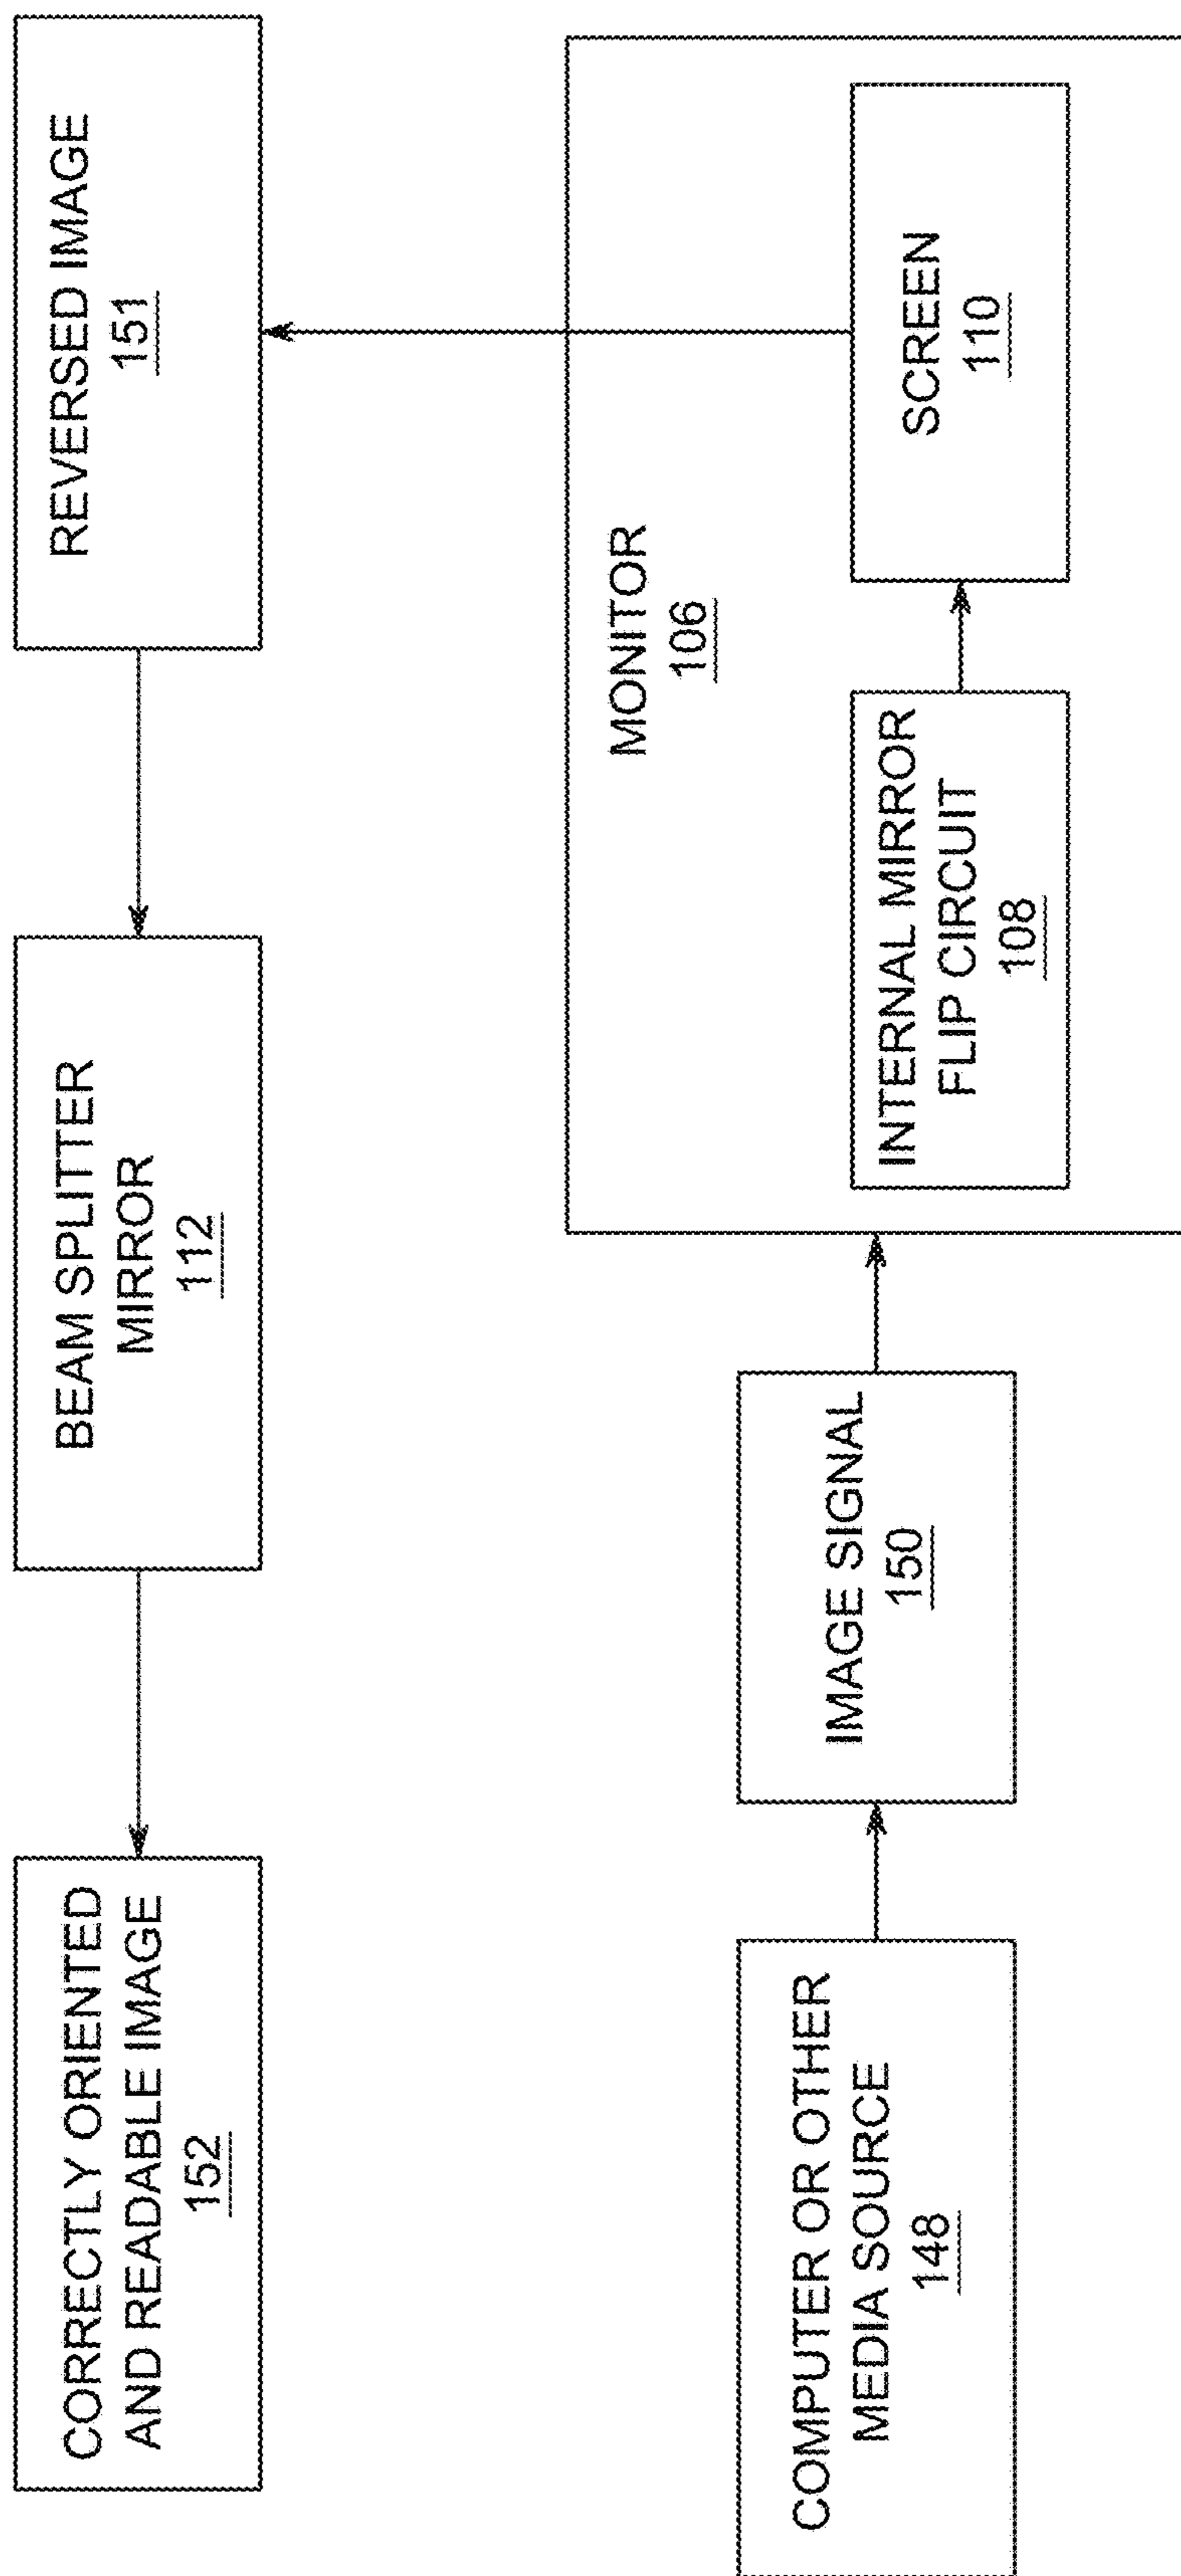 CORRECTLY ORIENTED
AND READABLE IMAGE
152
BEAM SPLITTER
MIRROR
112
REVERSED IMAGE
151
COMPUTER OR OTHER
MEDIA SOURCE
148
IMAGE SIGNAL
150
MONITOR
106
INTERNAL MIRROR
FLIP CIRCUIT
108
SCREEN
110